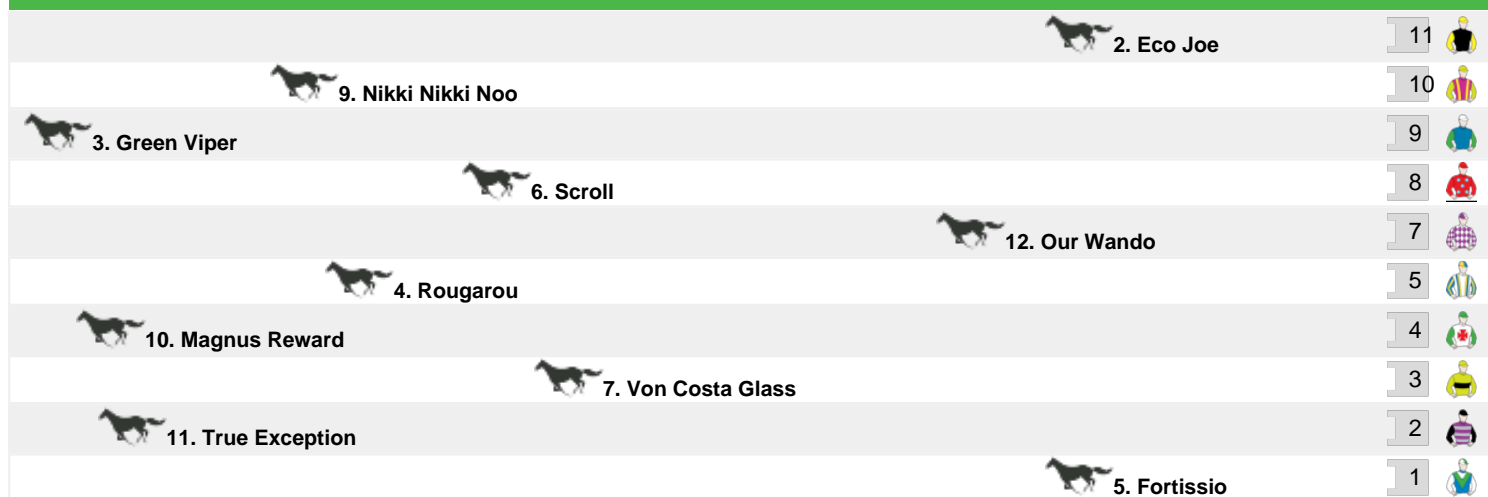 2. Eco Joe 11
9. Nikki Nikki Noo 10
3. Green Viper 9
6. Scroll 8
12. Our Wando 7
4. Rougarou 5
10. Magnus Reward 4
7. Von Costa Glass 3
11. True Exception 2
5. Fortissio 1